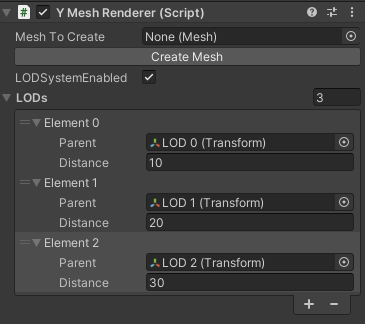 Y Mesh Renderer (Script)
Mesh To Create None (Mesh)
Create Mesh
LODSystemEnabled
LODs 3
Element 0
Parent LOD 0 (Transform)
Distance 10
Element 1
Parent LOD 1 (Transform)
Distance 20
Element 2
Parent LOD 2 (Transform)
Distance 30